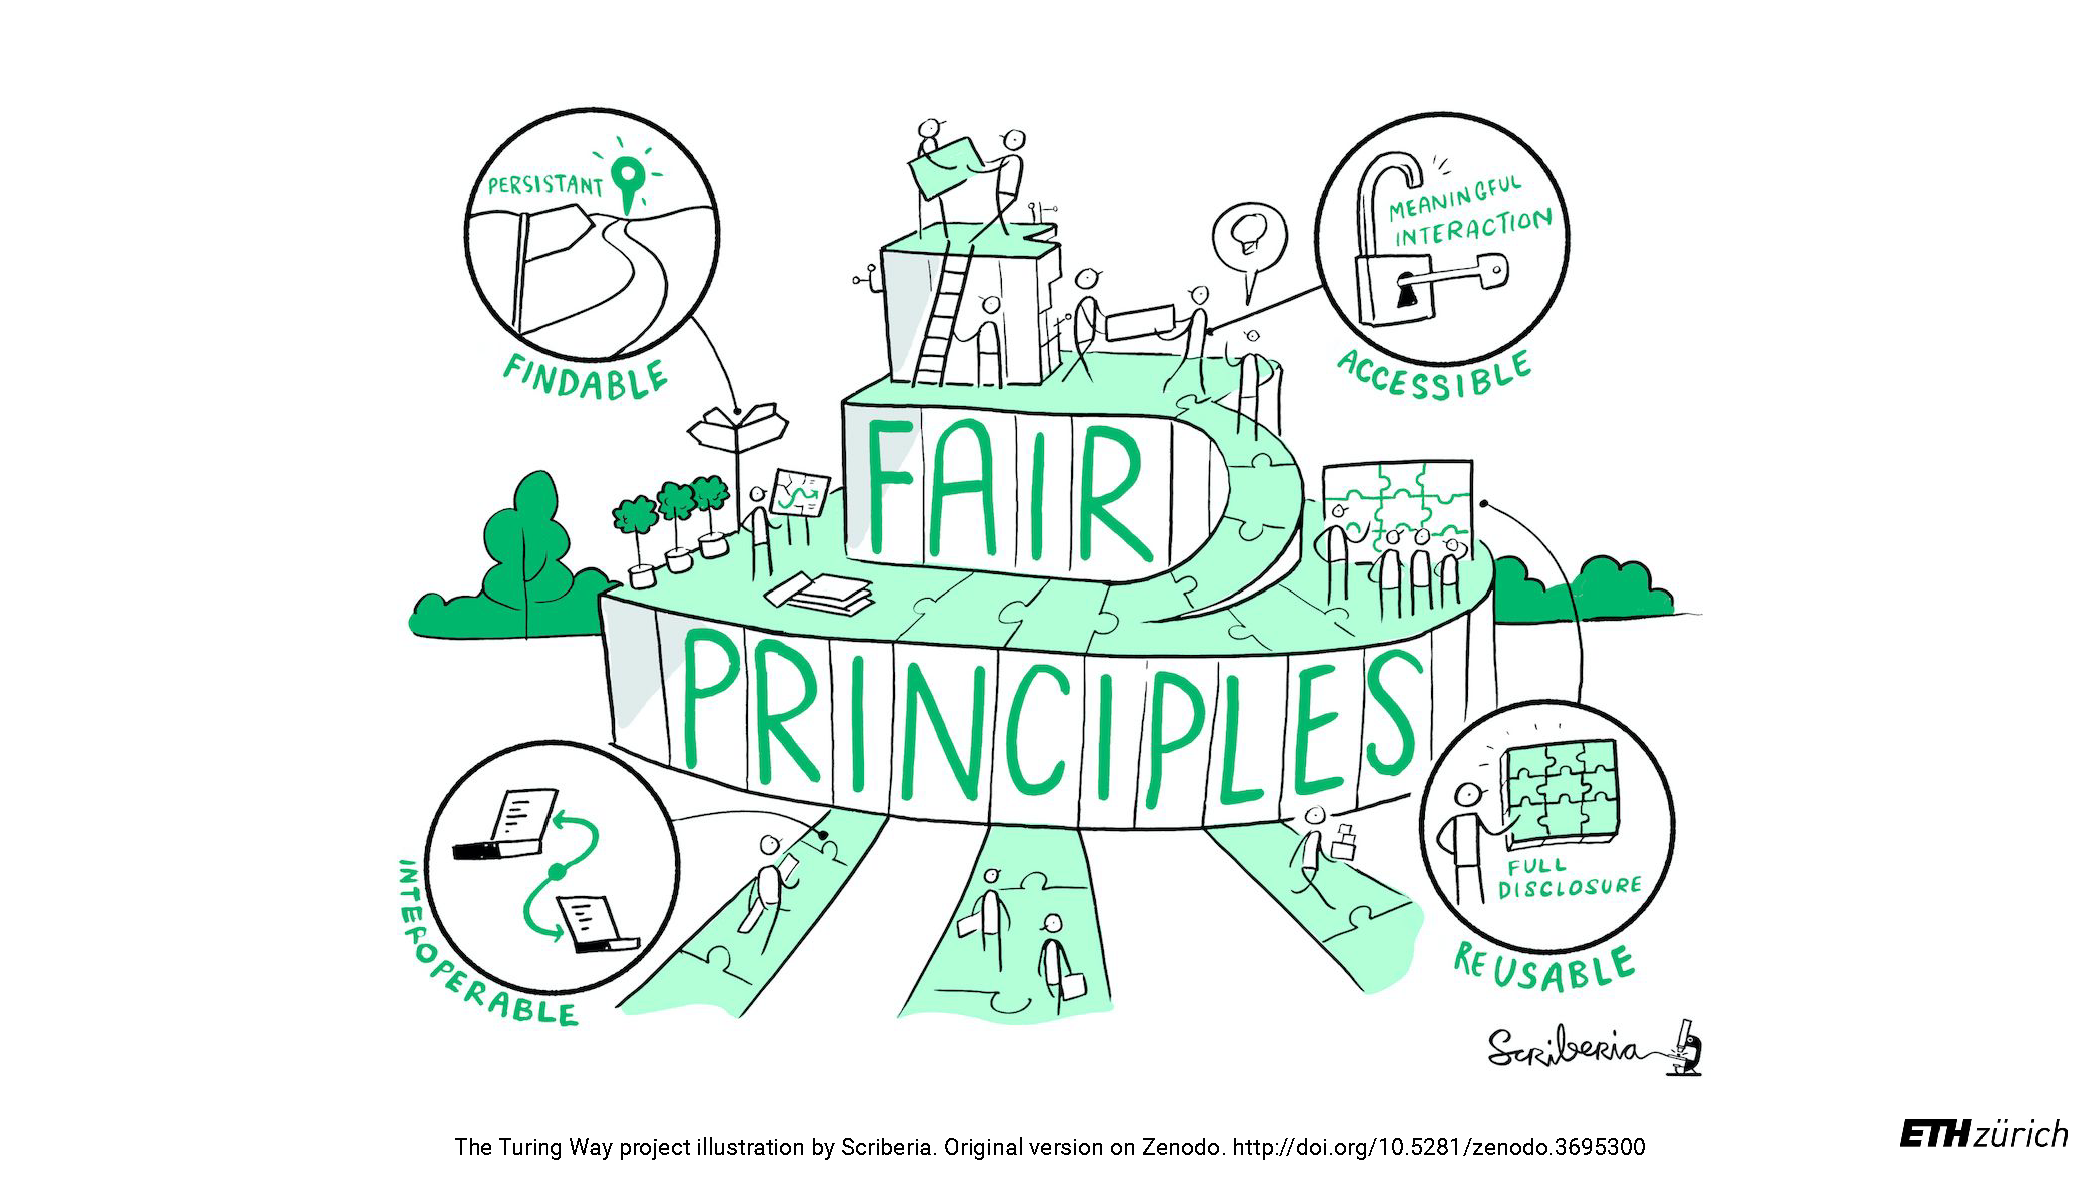 PERSISTANT
FINDABLE
MEANINGFUL
INTERACTION
ACCESSIBLE
FAIR
PRINCIPLES
INTEROPERABLE
FULL
DISCLOSURE
REUSABLE
Scriberia
The Turing Way project illustration by Scriberia. Original version on Zenodo. http://doi.org/10.5281/zenodo.3695300
ETH zürich